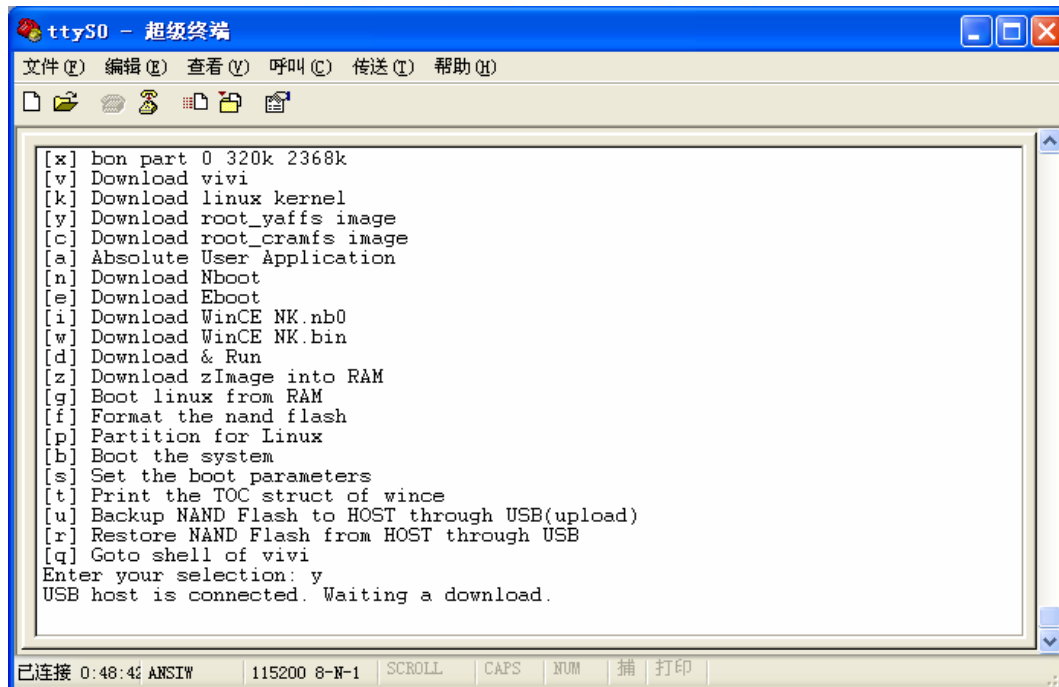 ttyS0 - 超级终端
文件(F) 编辑(E) 查看(V) 呼叫(C) 传送(T) 帮助(H)
[x] bon part 0 320k 2368k
[v] Download vivi
[k] Download linux kernel
[y] Download root_yaffs image
[c] Download root_cramfs image
[a] Absolute User Application
[n] Download Nboot
[e] Download Eboot
[i] Download WinCE NK.nb0
[w] Download WinCE NK.bin
[d] Download & Run
[z] Download zImage into RAM
[g] Boot linux from RAM
[f] Format the nand flash
[p] Partition for Linux
[b] Boot the system
[s] Set the boot parameters
[t] Print the TOC struct of wince
[u] Backup NAND Flash to HOST through USB(upload)
[r] Restore NAND Flash from HOST through USB
[q] Goto shell of vivi
Enter your selection: y
USB host is connected. Waiting a download.
已连接 0:48:42 ANSIW 115200 8-N-1 SCROLL CAPS NUM 捕 打印